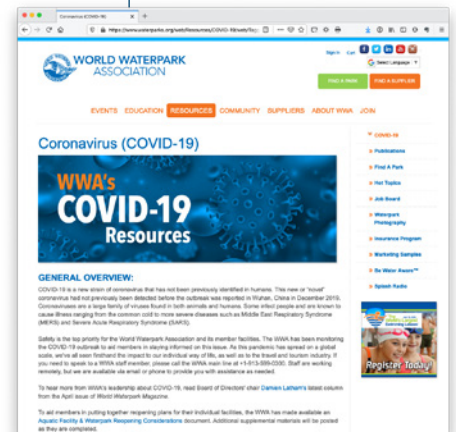 Coronavirus (COVID-19)
WORLD WATERPARK
ASSOCIATION
Sign In Cart
Select Language
FIND A PARK
FIND A SUPPLIER
EVENTS EDUCATION RESOURCES COMMUNITY SUPPLIERS ABOUT WWA JOIN
Coronavirus (COVID-19)
WWA's
COVID-19
Resources
COVID-19
Publications
Find A Park
Hot Topics
Job Board
Waterpark
Photography
Insurance Program
Marketing Samples
Be Water Aware™
Splash Radio
Register Today!
GENERAL OVERVIEW:
COVID-19 is a new strain of coronavirus that has not been previously identified in humans. This new or "novel"
coronavirus had not previously been detected before the outbreak was reported in Wuhan, China in December 2019.
Coronaviruses are a large family of viruses found in both animals and humans. Some infect people and are known to
cause illness ranging from the common cold to more severe diseases such as Middle East Respiratory Syndrome
(MERS) and Severe Acute Respiratory Syndrome (SARS).
Safety is the top priority for the World Waterpark Association and its member facilities. The WWA has been monitoring
the COVID-19 outbreak to aid members in staying informed on this issue. As this pandemic has spread on a global
scale, we've all seen firsthand the impact to our individual way of life, as well as to the travel and tourism industry. If
you need to speak to a WWA staff member, please call the WWA main line at +1-913-599-0300. Staff are working
remotely, but we are available via email or phone to provide you with assistance as needed.
To hear more from WWA's leadership about COVID-19, read Board of Directors' chair Damien Latham's latest column
from the April issue of World Waterpark Magazine.
To aid members in putting together reopening plans for their individual facilities, the WWA has made available an
Aquatic Facility & Waterpark Reopening Considerations document. Additional supplemental materials will be posted
as they are completed.